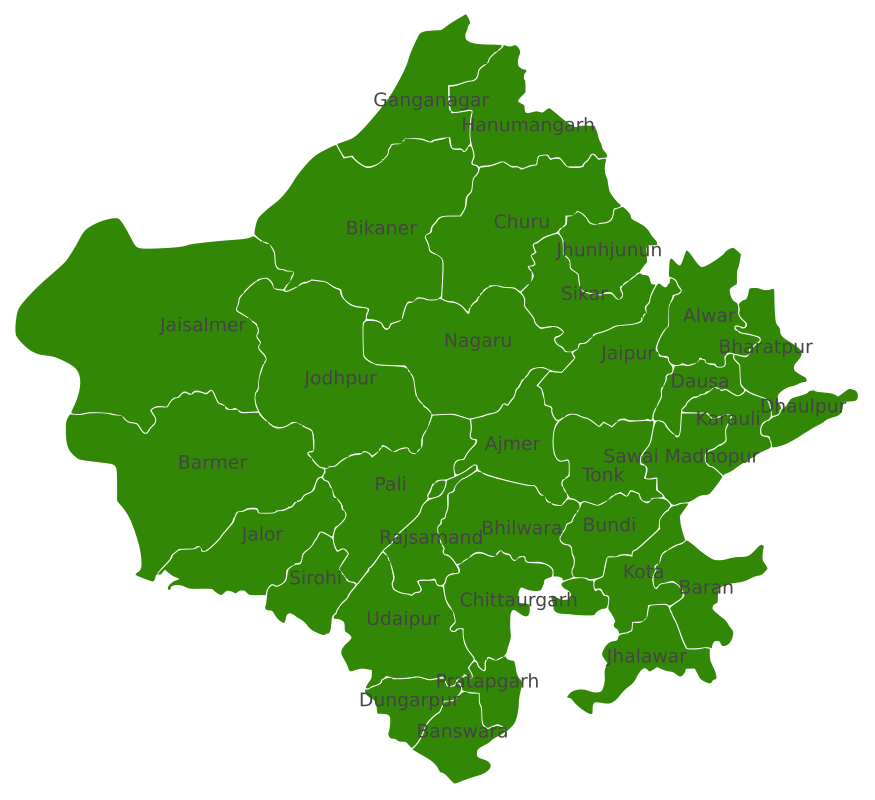 Ganganagar
Hanumangarh
Churu
Bikaner
Jhunhjunun
Sikar
Alwar
Jaisalmer
Nagaru
Bharatpur
Jaipur
Jodhpur
Dausa
Dhaulpur
Karauli
Ajmer
Sawai Madhopur
Barmer
Tonk
Pali
Bundi
Bhilwara
Jalor
Rajsamand
Kota
Sirohi
Baran
Chittaurgarh
Udaipur
Jhalawar
Pratapgarh
Dungarpur
Banswara